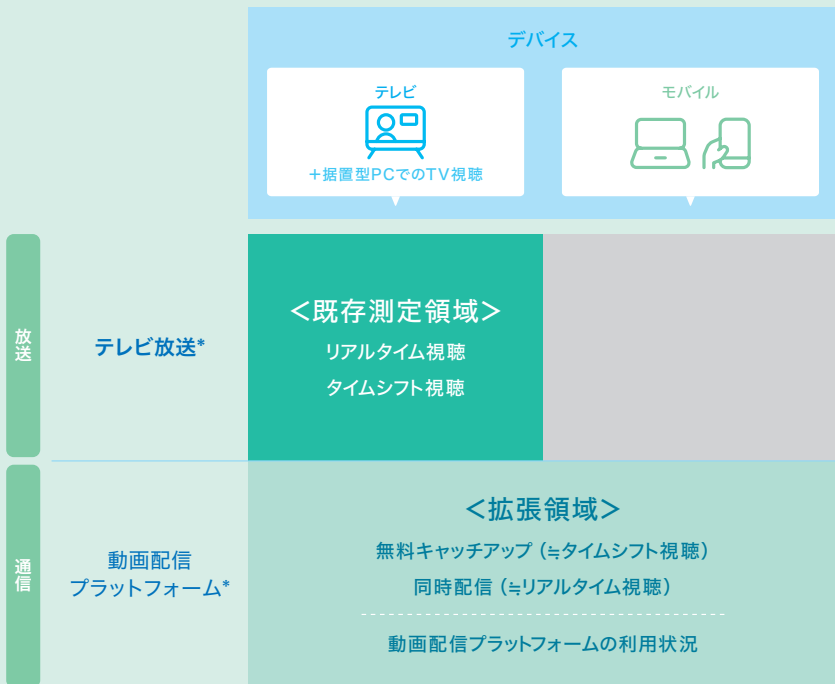 デバイス
テレビ
+据置型PCでのTV視聴
モバイル
放送
テレビ放送*
<既存測定領域>
リアルタイム視聴
タイムシフト視聴
通信
動画配信
プラットフォーム*
<拡張領域>
無料キャッチアップ(≒タイムシフト視聴)
同時配信(≒リアルタイム視聴)
動画配信プラットフォームの利用状況